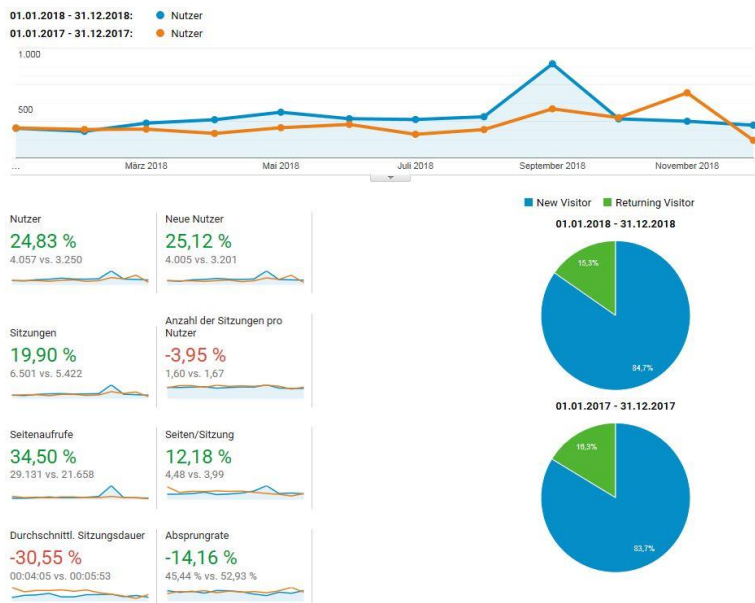 01.01.2018 - 31.12.2018: Nutzer
01.01.2017 - 31.12.2017: Nutzer
1.000
500
... März 2018 Mai 2018 Juli 2018 September 2018 November 2018
New Visitor Returning Visitor
01.01.2018 - 31.12.2018
15,3%
84,7%
01.01.2017 - 31.12.2017
16,3%
83,7%
Nutzer
24,83 %
4.057 vs. 3.250
Neue Nutzer
25,12 %
4.005 vs. 3.201
Sitzungen
19,90 %
6.501 vs. 5.422
Anzahl der Sitzungen pro
Nutzer
-3,95 %
1,60 vs. 1,67
Seitenaufrufe
34,50 %
29.131 vs. 21.658
Seiten/Sitzung
12,18 %
4,48 vs. 3,99
Durchschnittl. Sitzungsdauer
-30,55 %
00:04:05 vs. 00:05:53
Absprungrate
-14,16 %
45,44 % vs. 52,93 %